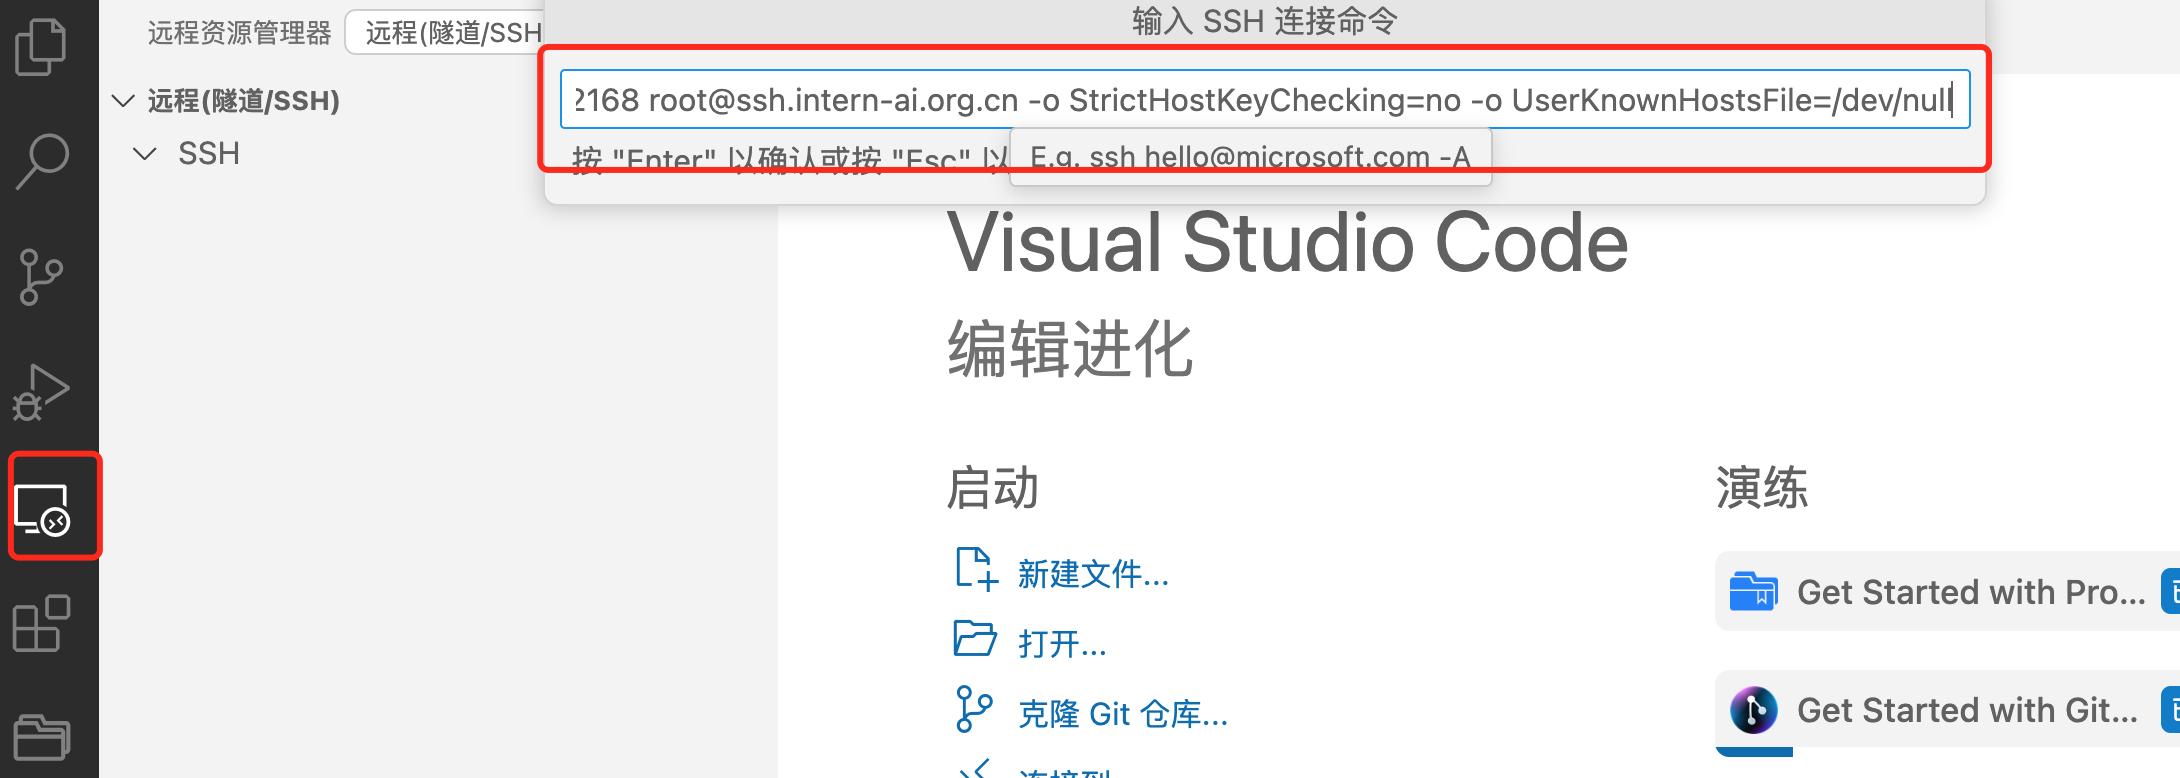 输入 SSH 连接命令
远程资源管理器
远程(隧道/SSH
2168 root@ssh.intern-ai.org.cn -o StrictHostKeyChecking=no -o UserKnownHostsFile=/dev/null
远程(隧道/SSH)
SSH
按 "Enter" 以确认或按 "Esc" 以
E.g. ssh hello@microsoft.com -A
Visual Studio Code
编辑进化
启动
演练
新建文件...
Get Started with Pro...
打开...
克隆 Git 仓库...
Get Started with Git...
连接到